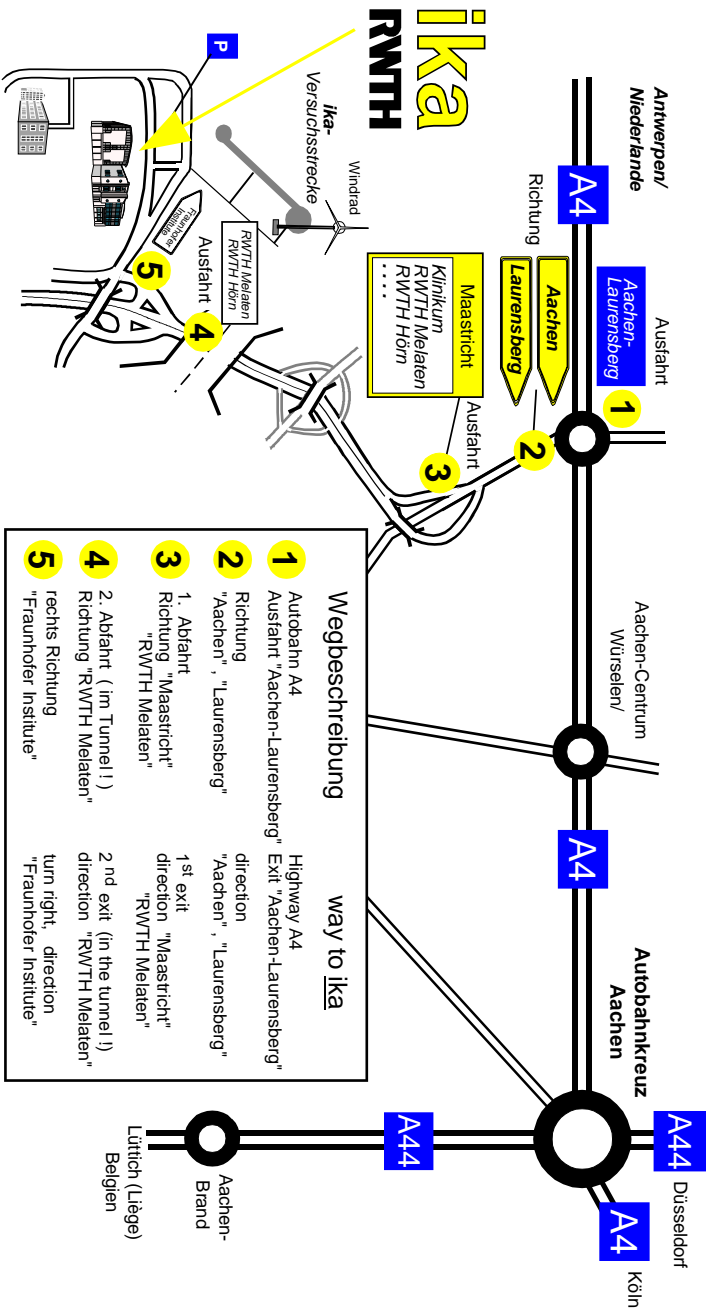 Antwerpen/
Niederlande
A4
Ausfahrt
Aachen-
Laurensberg
1
Richtung
Aachen
Laurensberg
2
Maastricht
Klinikum
RWTH Melaten
RWTH Hörn
....
Ausfahrt
3
ika
RWTH
ika-
Versuchsstrecke
Windrad
P
RWTH Melaten
RWTH Hörn
Ausfahrt
4
Fraunhofer
Institute
5
Aachen-Centrum
Würselen/
A4
Autobahnkreuz
Aachen
A44
Düsseldorf
A4
Köln
A44
Aachen-
Brand
Lüttich (Liège)
Belgien
Wegbeschreibung
way to ika
1
Autobahn A4
Ausfahrt "Aachen-Laurensberg"
Highway A4
Exit "Aachen-Laurensberg"
2
Richtung
"Aachen" , "Laurensberg"
direction
"Aachen" , "Laurensberg"
3
1. Abfahrt
Richtung "Maastricht"
"RWTH Melaten"
1st exit
direction "Maastricht"
"RWTH Melaten"
4
2. Abfahrt ( im Tunnel ! )
Richtung "RWTH Melaten"
2 nd exit (in the tunnel !)
direction "RWTH Melaten"
5
rechts Richtung
"Fraunhofer Institute"
turn right, direction
"Fraunhofer Institute"